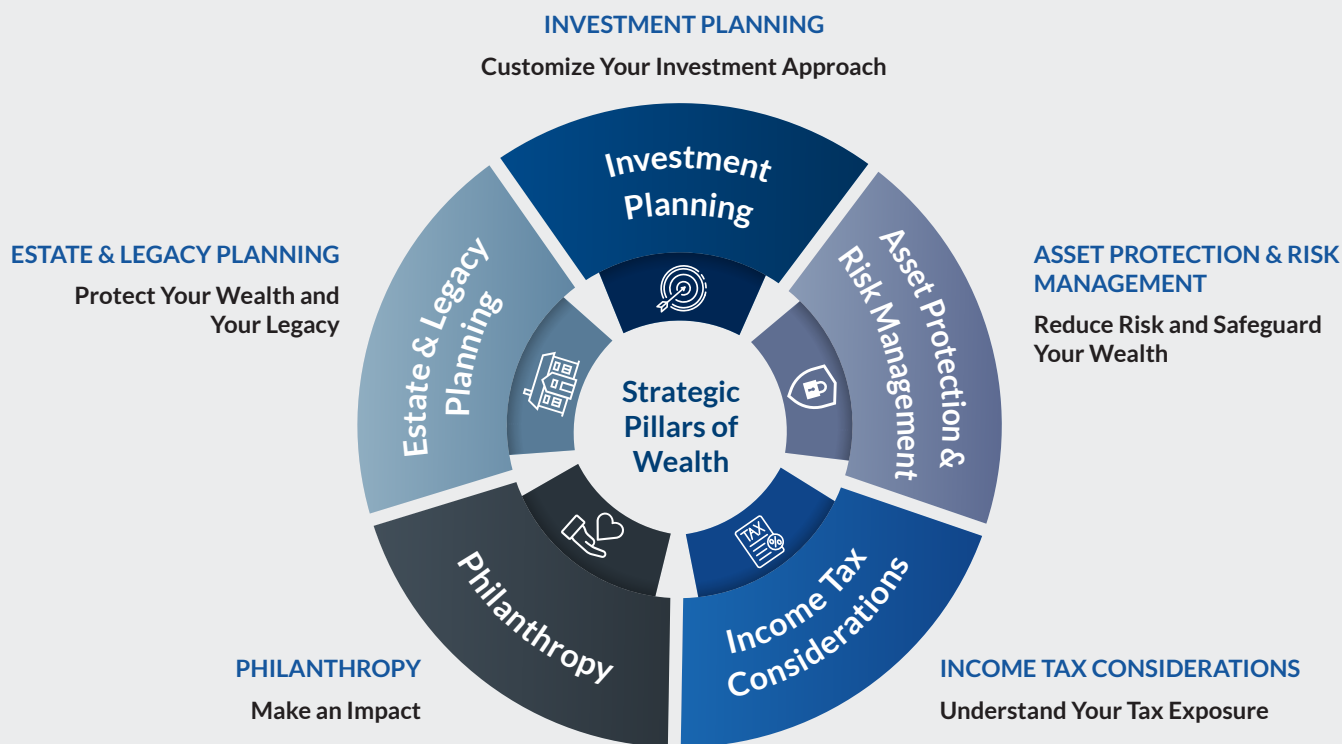 INVESTMENT PLANNING
Customize Your Investment Approach
Investment
Planning
ASSET PROTECTION & RISK
MANAGEMENT
Reduce Risk and Safeguard
Your Wealth
Asset Protection &
Risk Management
INCOME TAX CONSIDERATIONS
Understand Your Tax Exposure
Income Tax
Considerations
TAX
%
PHILANTHROPY
Make an Impact
Philanthropy
ESTATE & LEGACY PLANNING
Protect Your Wealth and
Your Legacy
Estate & Legacy
Planning
Strategic
Pillars of
Wealth